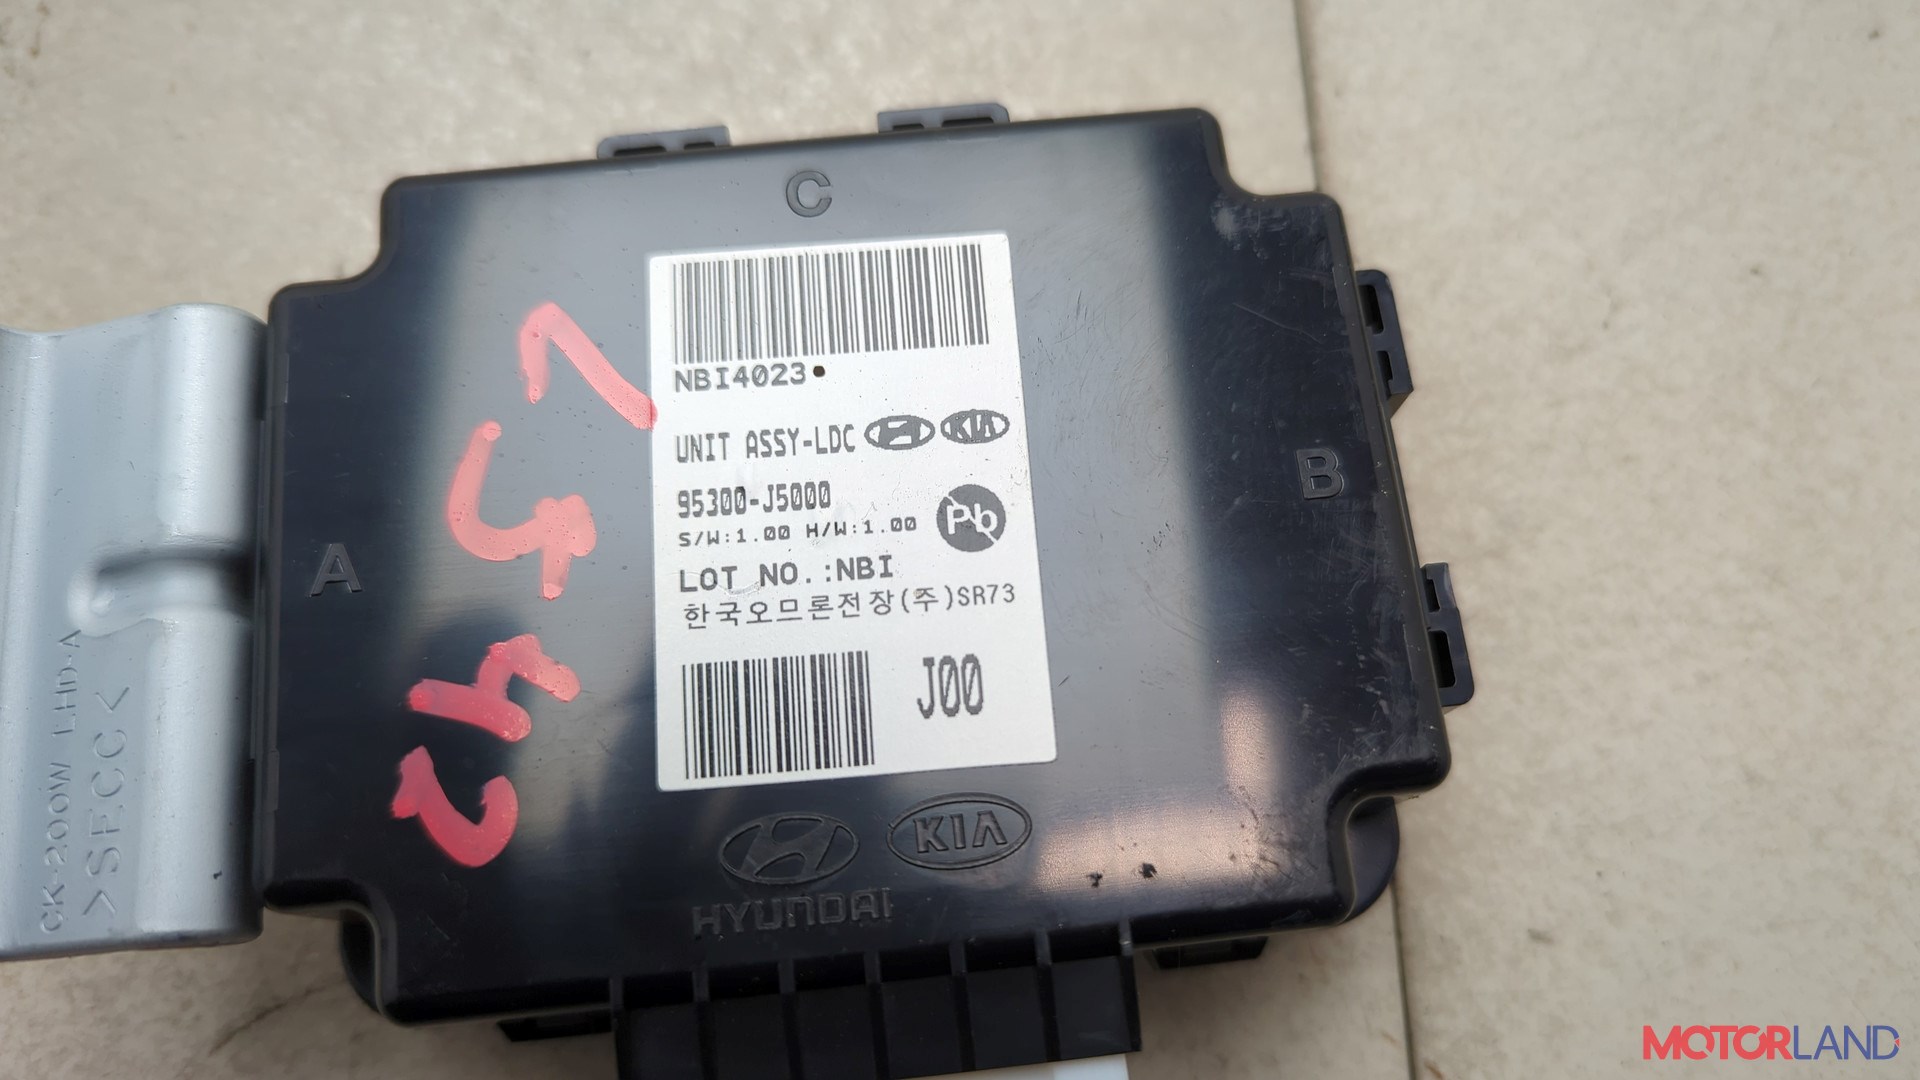 C
NBI4023
UNIT ASSY-LDC KIA
95300-J5000
S/W:1.00 H/W:1.00
Pb
LOT NO.:NBI
한국오므론전장(주)SR73
J00
A
B
KIA
HYUNDAI
CK-200W LHD-A
>SECC<
MOTORLAND